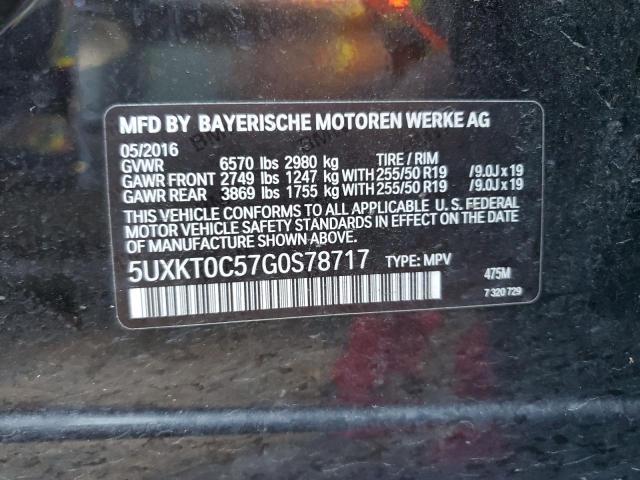 MFD BY BAYERISCHE MOTOREN WERKE AG
05/2016
GVWR 6570 lbs 2980 kg TIRE / RIM
GAWR FRONT 2749 lbs 1247 kg WITH 255/50 R19 /9.0J x 19
GAWR REAR 3869 lbs 1755 kg WITH 255/50 R19 /9.0J x 19
THIS VEHICLE CONFORMS TO ALL APPLICABLE U. S. FEDERAL
MOTOR VEHICLE SAFETY STANDARDS IN EFFECT ON THE DATE
OF MANUFACTURE SHOWN ABOVE.
5UXKT0C57G0S78717 TYPE: MPV 475M
7 320 729